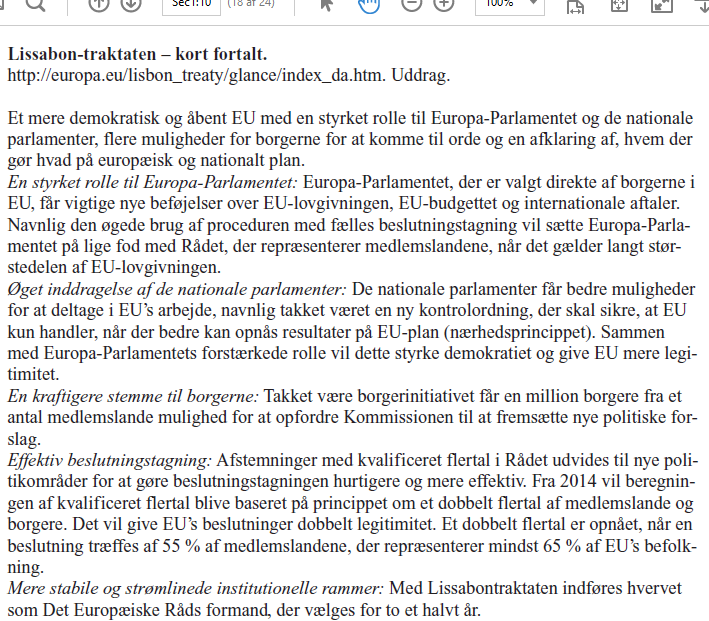 Sec1:10
(18 af 24)
100%
Lissabon-traktaten – kort fortalt.
http://europa.eu/lisbon_treaty/glance/index_da.htm. Uddrag.
Et mere demokratisk og åbent EU med en styrket rolle til Europa-Parlamentet og de nationale
parlamenter, flere muligheder for borgerne for at komme til orde og en afklaring af, hvem der
gør hvad på europæisk og nationalt plan.
En styrket rolle til Europa-Parlamentet: Europa-Parlamentet, der er valgt direkte af borgerne i
EU, får vigtige nye beføjelser over EU-lovgivningen, EU-budgettet og internationale aftaler.
Navnlig den øgede brug af proceduren med fælles beslutningstagning vil sætte Europa-Parla-
mentet på lige fod med Rådet, der repræsenterer medlemslandene, når det gælder langt stør-
stedelen af EU-lovgivningen.
Øget inddragelse af de nationale parlamenter: De nationale parlamenter får bedre muligheder
for at deltage i EU's arbejde, navnlig takket været en ny kontrolordning, der skal sikre, at EU
kun handler, når der bedre kan opnås resultater på EU-plan (nærhedsprincippet). Sammen
med Europa-Parlamentets forstærkede rolle vil dette styrke demokratiet og give EU mere legi-
timitet.
En kraftigere stemme til borgerne: Takket være borgerinitiativet får en million borgere fra et
antal medlemslande mulighed for at opfordre Kommissionen til at fremsætte nye politiske for-
slag.
Effektiv beslutningstagning: Afstemninger med kvalificeret flertal i Rådet udvides til nye poli-
tikområder for at gøre beslutningstagningen hurtigere og mere effektiv. Fra 2014 vil beregnin-
gen af kvalificeret flertal blive baseret på princippet om et dobbelt flertal af medlemslande og
borgere. Det vil give EU's beslutninger dobbelt legitimitet. Et dobbelt flertal er opnået, når en
beslutning træffes af 55 % af medlemslandene, der repræsenterer mindst 65 % af EU's befolk-
ning.
Mere stabile og strømlinede institutionelle rammer: Med Lissabontraktaten indføres hvervet
som Det Europæiske Råds formand, der vælges for to et halvt år.